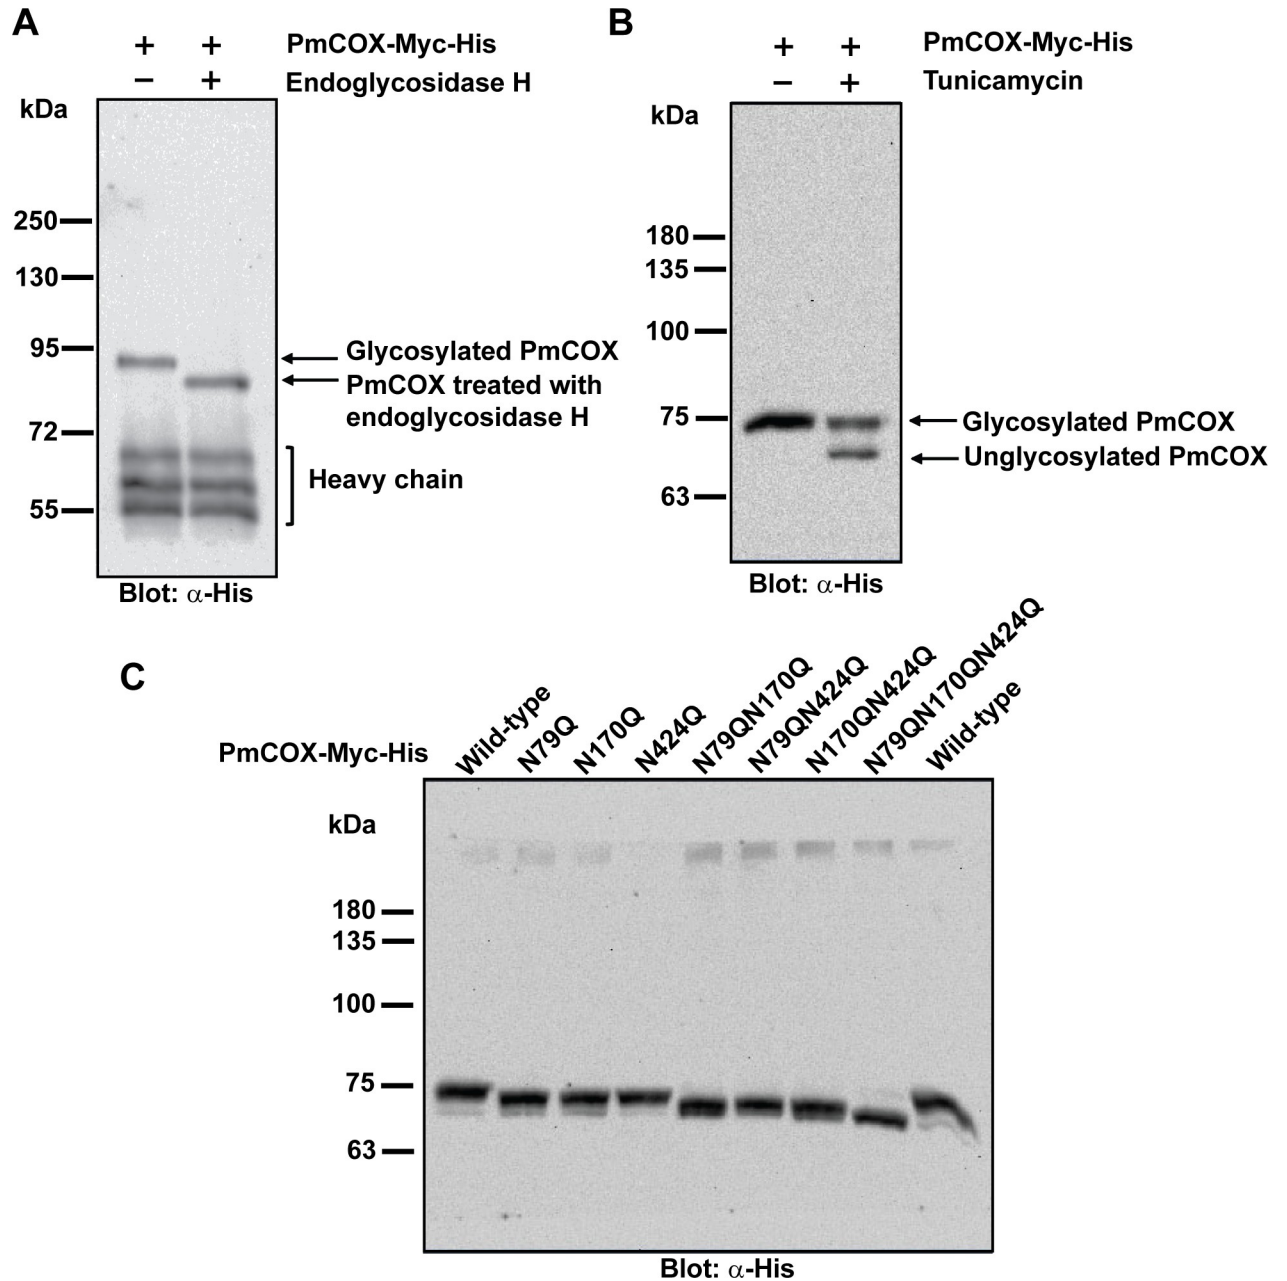 A
+ + PmCOX-Myc-His
− + Endoglycosidase H
kDa
250
130
95
72
55
Glycosylated PmCOX
PmCOX treated with
endoglycosidase H
Heavy chain
Blot: α-His
B
+ + PmCOX-Myc-His
− + Tunicamycin
kDa
180
135
100
75
63
Glycosylated PmCOX
Unglycosylated PmCOX
Blot: α-His
C
PmCOX-Myc-His
Wild-type
N79Q
N170Q
N424Q
N79QN170Q
N79QN424Q
N170QN424Q
N79QN170QN424Q
Wild-type
kDa
180
135
100
75
63
Blot: α-His